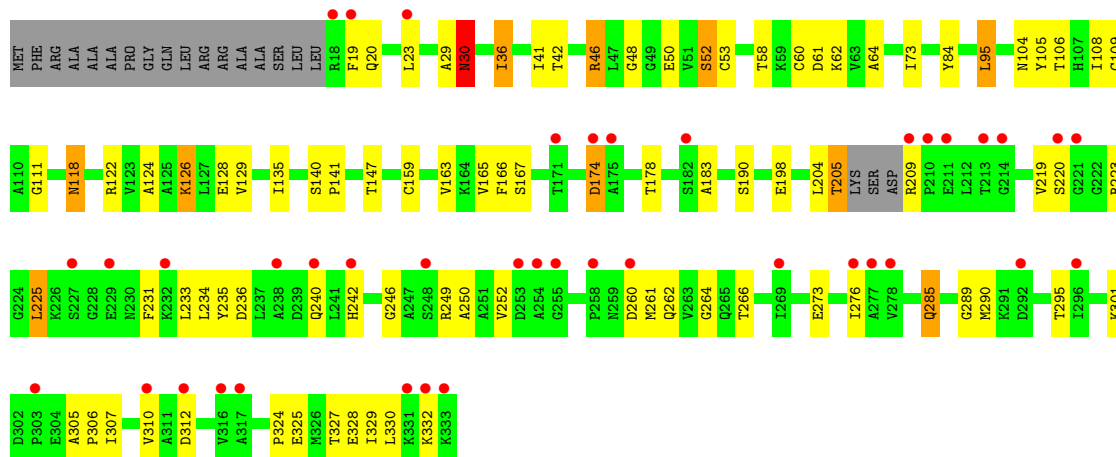 MET PHE ARG ALA ALA ALA PRO GLY GLN LEU ARG ARG ALA ALA SER LEU LEU R18 F19 Q20 L23 A29 N30 I36 I41 T42 R46 L47 G48 G49 E50 V51 S52 C53 T58 K59 C60 D61 K62 V63 A64 I73 Y84 L95 N104 Y105 T106 H107 I108 C109
A110 G111 N118 R122 V123 A124 A125 K126 L127 E128 V129 I135 S140 P141 T147 C159 V163 K164 V165 F166 S167 T171 D174 A175 T178 S182 A183 S190 E198 L204 T205 LYS SER ASP R209 P210 E211 L212 T213 G214 V219 S220 G221 G222 R223
G224 L225 K226 S227 G228 E229 N230 F231 K232 L233 L234 Y235 D236 L237 A238 D239 Q240 L241 H242 G246 A247 S248 R249 A250 A251 V252 D253 A254 G255 P258 N259 D260 M261 Q262 V263 G264 Q265 T266 I269 E273 I276 A277 V278 Q285 G289 M290 K291 D292 T295 I296 K301
D302 P303 E304 A305 P306 I307 V310 A311 D312 V316 A317 P324 E325 M326 T327 E328 I329 L330 K331 K332 K333